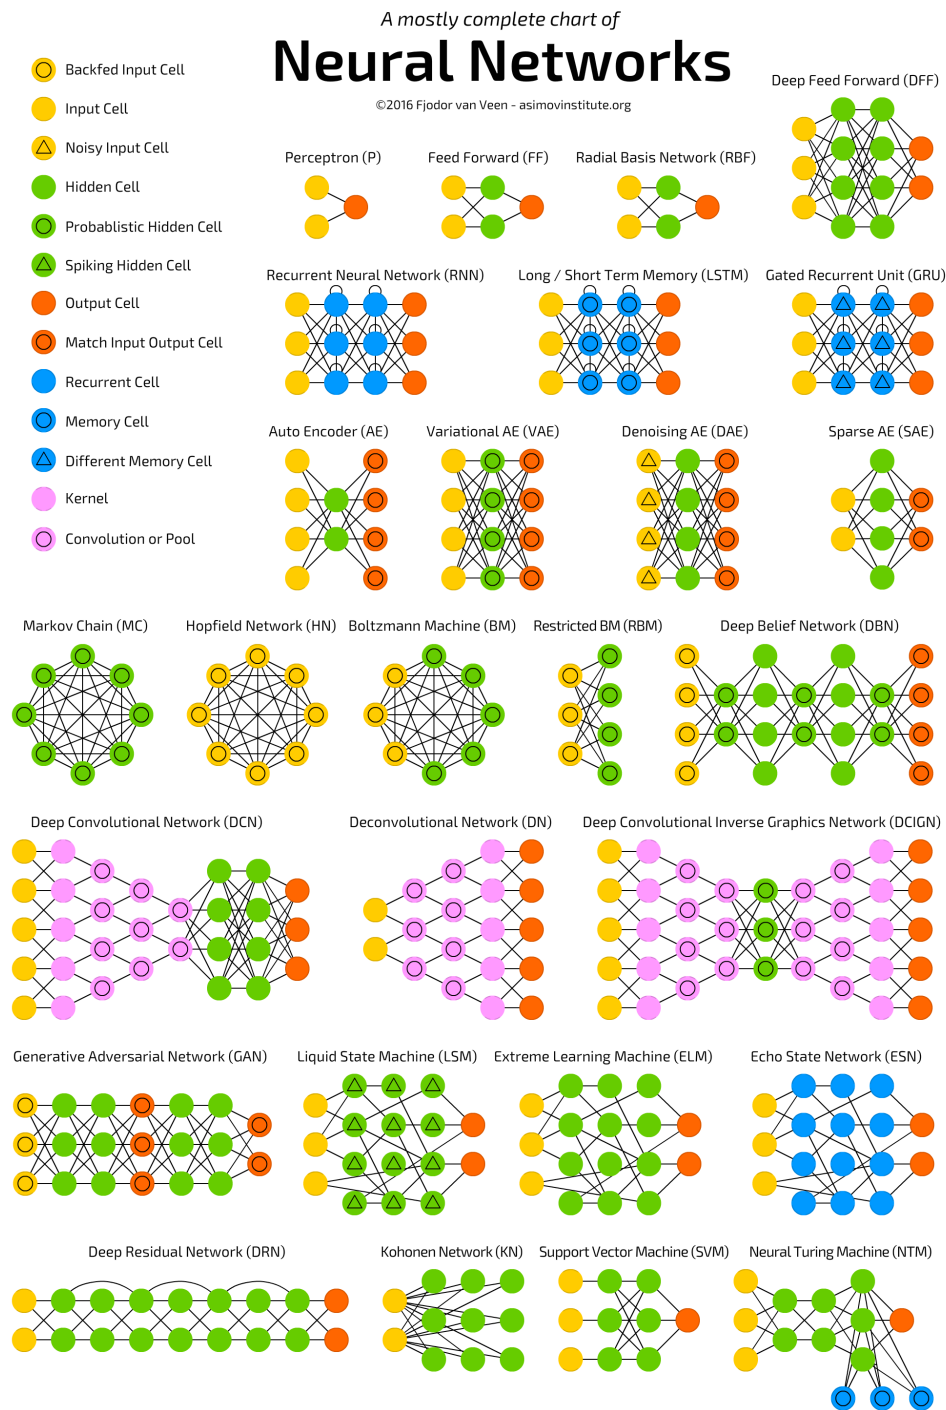 A mostly complete chart of
Neural Networks
©2016 Fjodor van Veen - asimovinstitute.org
Backfed Input Cell
Input Cell
Noisy Input Cell
Hidden Cell
Probablistic Hidden Cell
Spiking Hidden Cell
Output Cell
Match Input Output Cell
Recurrent Cell
Memory Cell
Different Memory Cell
Kernel
Convolution or Pool
Deep Feed Forward (DFF)
Perceptron (P)
Feed Forward (FF)
Radial Basis Network (RBF)
Recurrent Neural Network (RNN)
Long / Short Term Memory (LSTM)
Gated Recurrent Unit (GRU)
Auto Encoder (AE)
Variational AE (VAE)
Denoising AE (DAE)
Sparse AE (SAE)
Markov Chain (MC)
Hopfield Network (HN)
Boltzmann Machine (BM)
Restricted BM (RBM)
Deep Belief Network (DBN)
Deep Convolutional Network (DCN)
Deconvolutional Network (DN)
Deep Convolutional Inverse Graphics Network (DCIGN)
Generative Adversarial Network (GAN)
Liquid State Machine (LSM)
Extreme Learning Machine (ELM)
Echo State Network (ESN)
Deep Residual Network (DRN)
Kohonen Network (KN)
Support Vector Machine (SVM)
Neural Turing Machine (NTM)